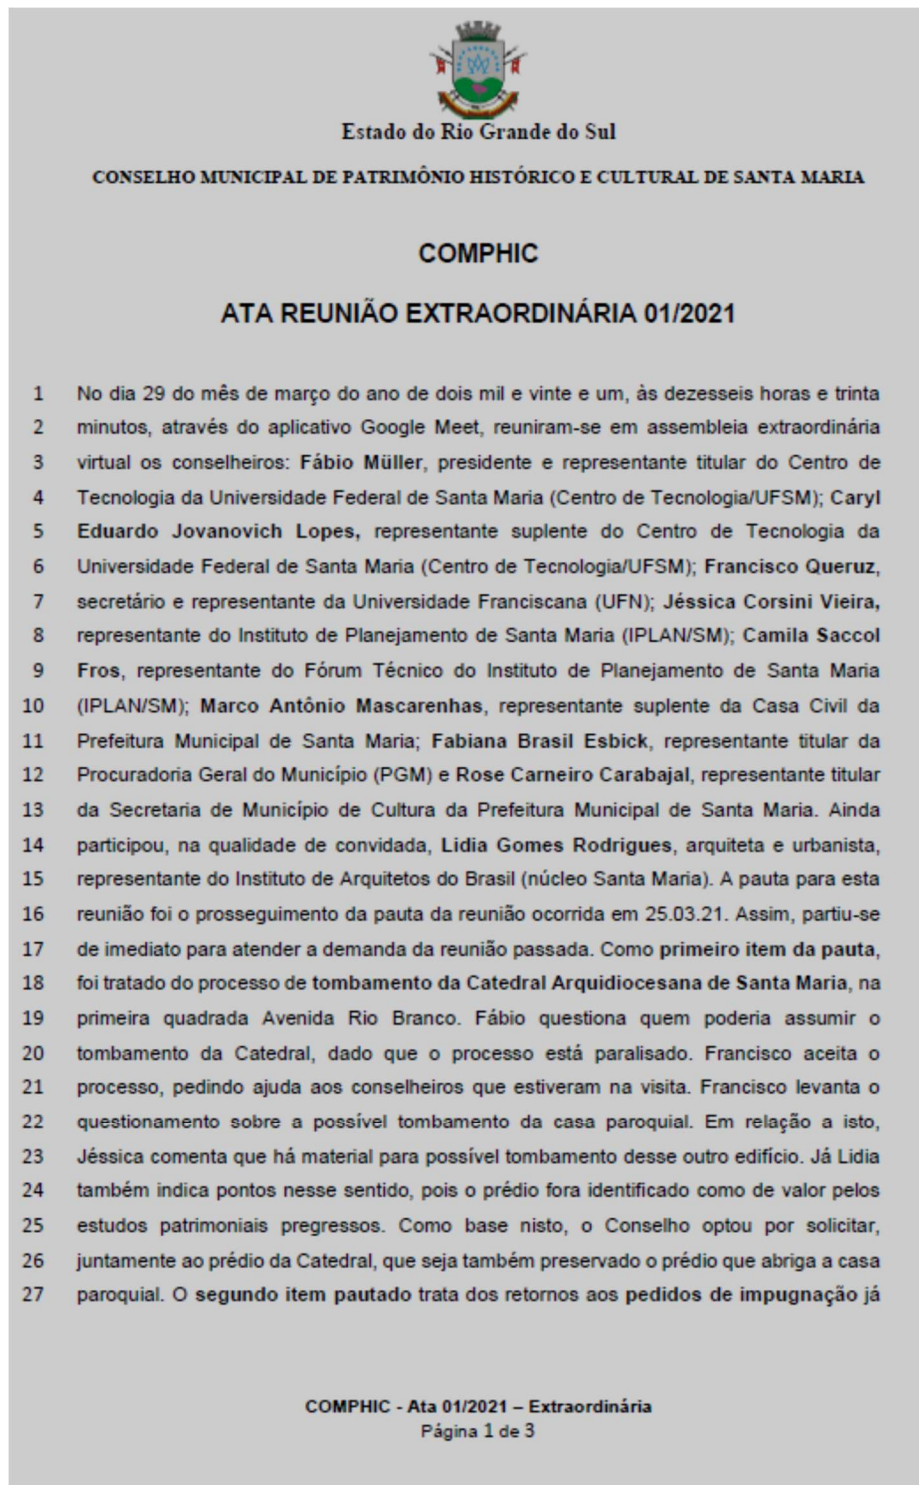 Estado do Rio Grande do Sul
CONSELHO MUNICIPAL DE PATRIMÔNIO HISTÓRICO E CULTURAL DE SANTA MARIA
COMPHIC
ATA REUNIÃO EXTRAORDINÁRIA 01/2021
1 No dia 29 do mês de março do ano de dois mil e vinte e um, às dezesseis horas e trinta
2 minutos, através do aplicativo Google Meet, reuniram-se em assembleia extraordinária
3 virtual os conselheiros: Fábio Müller, presidente e representante titular do Centro de
4 Tecnologia da Universidade Federal de Santa Maria (Centro de Tecnologia/UFSM); Caryl
5 Eduardo Jovanovich Lopes, representante suplente do Centro de Tecnologia da
6 Universidade Federal de Santa Maria (Centro de Tecnologia/UFSM); Francisco Queruz,
7 secretário e representante da Universidade Franciscana (UFN); Jéssica Corsini Vieira,
8 representante do Instituto de Planejamento de Santa Maria (IPLAN/SM); Camila Saccol
9 Fros, representante do Fórum Técnico do Instituto de Planejamento de Santa Maria
10 (IPLAN/SM); Marco Antônio Mascarenhas, representante suplente da Casa Civil da
11 Prefeitura Municipal de Santa Maria; Fabiana Brasil Esbick, representante titular da
12 Procuradoria Geral do Município (PGM) e Rose Carneiro Carabajal, representante titular
13 da Secretaria de Município de Cultura da Prefeitura Municipal de Santa Maria. Ainda
14 participou, na qualidade de convidada, Lidia Gomes Rodrigues, arquiteta e urbanista,
15 representante do Instituto de Arquitetos do Brasil (núcleo Santa Maria). A pauta para esta
16 reunião foi o prosseguimento da pauta da reunião ocorrida em 25.03.21. Assim, partiu-se
17 de imediato para atender a demanda da reunião passada. Como primeiro item da pauta,
18 foi tratado do processo de tombamento da Catedral Arquidiocesana de Santa Maria, na
19 primeira quadrada Avenida Rio Branco. Fábio questiona quem poderia assumir o
20 tombamento da Catedral, dado que o processo está paralisado. Francisco aceita o
21 processo, pedindo ajuda aos conselheiros que estiveram na visita. Francisco levanta o
22 questionamento sobre a possível tombamento da casa paroquial. Em relação a isto,
23 Jéssica comenta que há material para possível tombamento desse outro edifício. Já Lidia
24 também indica pontos nesse sentido, pois o prédio fora identificado como de valor pelos
25 estudos patrimoniais pregressos. Como base nisto, o Conselho optou por solicitar,
26 juntamente ao prédio da Catedral, que seja também preservado o prédio que abriga a casa
27 paroquial. O segundo item pautado trata dos retornos aos pedidos de impugnação já
COMPHIC - Ata 01/2021 – Extraordinária
Página 1 de 3